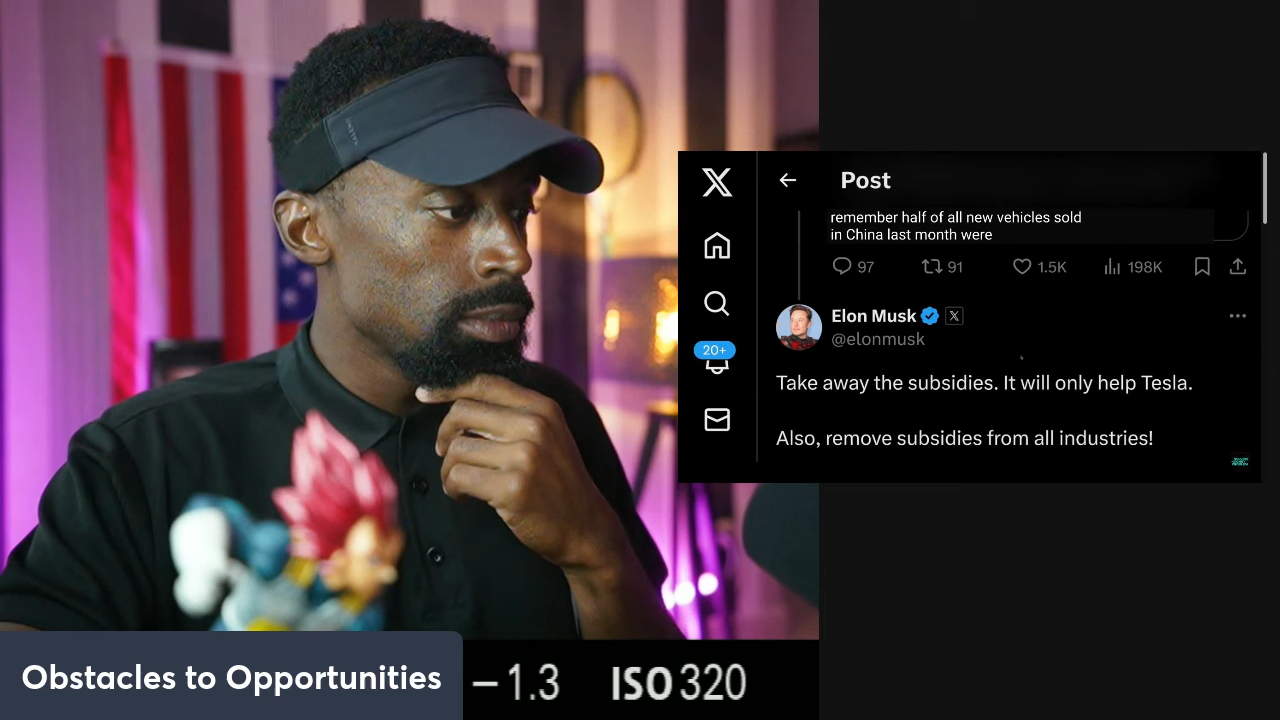 Post
remember half of all new vehicles sold
in China last month were
97 91 1.5K 198K
Elon Musk
@elonmusk
20+
Take away the subsidies. It will only help Tesla.
Also, remove subsidies from all industries!
Obstacles to Opportunities
– 1.3 ISO 320